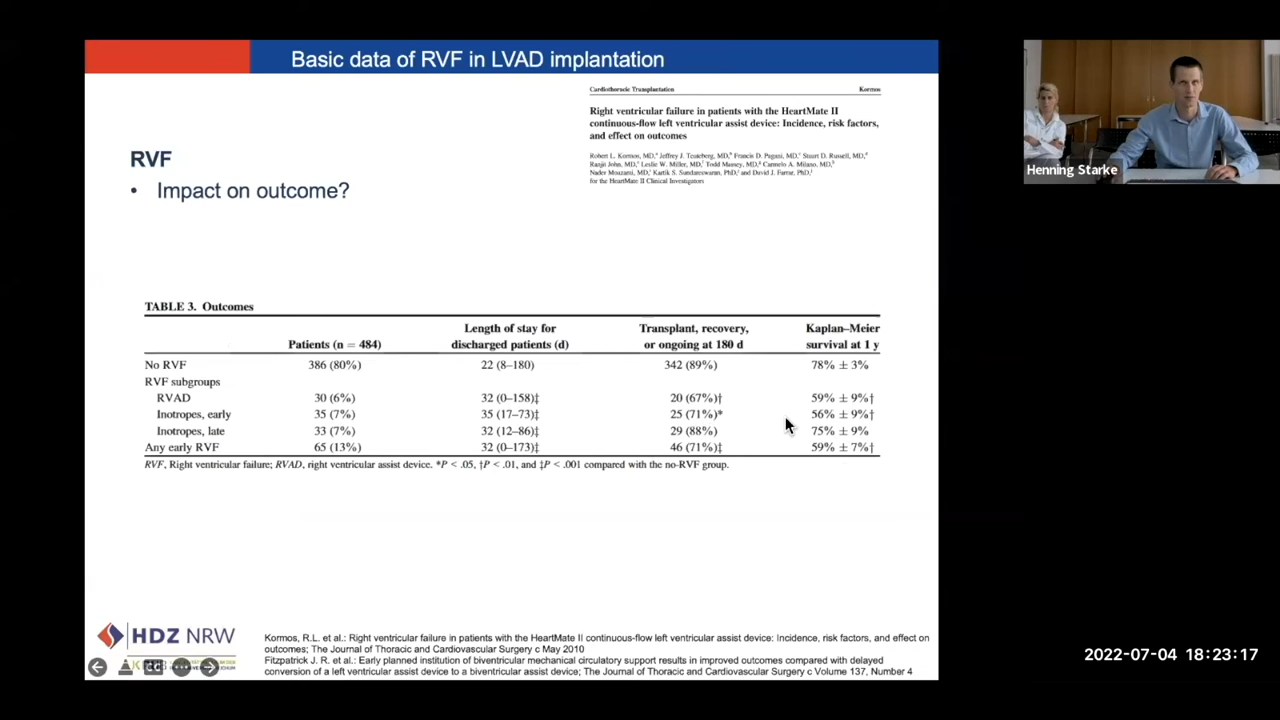 Basic data of RVF in LVAD implantation
Cardiothoracic Transplantation Kormos
Right ventricular failure in patients with the HeartMate II
continuous-flow left ventricular assist device: Incidence, risk factors,
and effect on outcomes
Robert L. Kormos, MD, Jeffrey J. Teuteberg, MD, Francis D. Pagani, MD, Stuart D. Russell, MD,
Ranjit John, MD, Leslie W. Miller, MD, Todd Massey, MD, Carmelo A. Milano, MD,
Nader Moazami, MD, Kartik S. Sundareswaran, PhD, and David J. Farrar, PhD,
for the HeartMate II Clinical Investigators
RVF
• Impact on outcome?
TABLE 3. Outcomes
Patients (n = 484) Length of stay for discharged patients (d) Transplant, recovery, or ongoing at 180 d Kaplan–Meier survival at 1 y
No RVF 386 (80%) 22 (8–180) 342 (89%) 78% ± 3%
RVF subgroups
RVAD 30 (6%) 32 (0–158)‡ 20 (67%)† 59% ± 9%†
Inotropes, early 35 (7%) 35 (17–73)‡ 25 (71%)* 56% ± 9%†
Inotropes, late 33 (7%) 32 (12–86)‡ 29 (88%) 75% ± 9%
Any early RVF 65 (13%) 32 (0–173)‡ 46 (71%)‡ 59% ± 7%†
RVF, Right ventricular failure; RVAD, right ventricular assist device. *P < .05, †P < .01, and ‡P < .001 compared with the no-RVF group.
HDZ NRW
Kormos, R.L. et al.: Right ventricular failure in patients with the HeartMate II continuous-flow left ventricular assist device: Incidence, risk factors, and effect on
outcomes; The Journal of Thoracic and Cardiovascular Surgery c May 2010
Fitzpatrick J. R. et al.: Early planned institution of biventricular mechanical circulatory support results in improved outcomes compared with delayed
conversion of a left ventricular assist device to a biventricular assist device; The Journal of Thoracic and Cardiovascular Surgery c Volume 137, Number 4
Henning Starke
2022-07-04 18:23:17